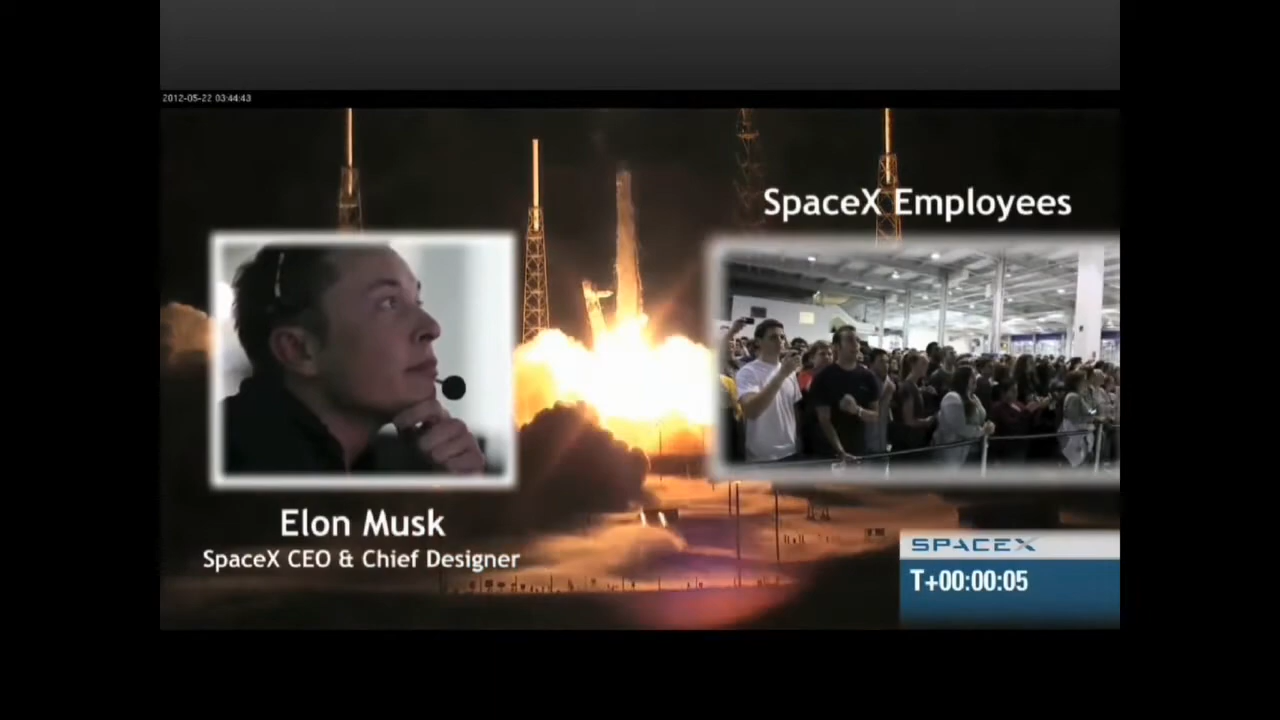 2012-05-22 03:44:43
SpaceX Employees
Elon Musk
SpaceX CEO & Chief Designer
SPACEX
T+00:00:05